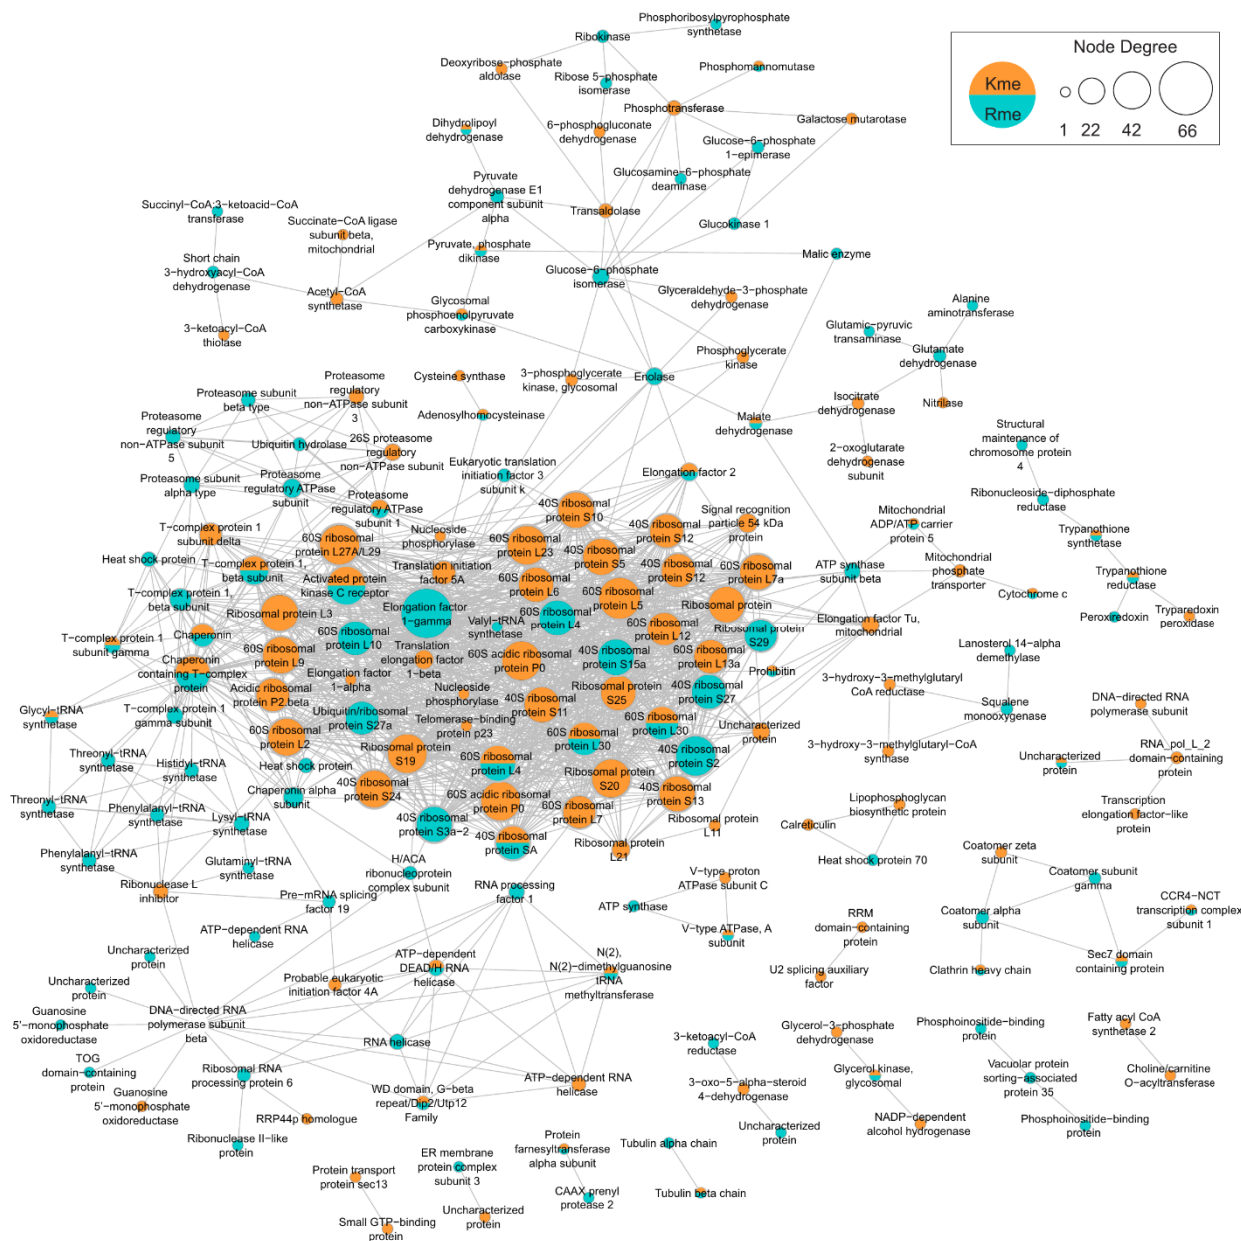 Phosphoribosylpyrophosphate
synthetase
Ribokinase
Deoxyribose−phosphate
aldolase
Ribose 5−phosphate
isomerase
Phosphomannomutase
Phosphotransferase
Galactose mutarotase
Dihydrolipoyl
dehydrogenase
6−phosphogluconate
dehydrogenase
Glucose−6−phosphate
1−epimerase
Glucosamine−6−phosphate
deaminase
Pyruvate
dehydrogenase E1
component subunit
alpha
Node Degree
Kme
Rme
1 22 42 66
Succinyl−CoA:3−ketoacid−CoA
transferase
Succinate−CoA ligase
subunit beta,
mitochondrial
Transaldolase
Glucokinase 1
Pyruvate, phosphate
dikinase
Malic enzyme
Short chain
3−hydroxyacyl−CoA
dehydrogenase
Glucose−6−phosphate
isomerase
Acetyl−CoA
synthetase
Glycosomal
phosphoenolpyruvate
carboxykinase
Glyceraldehyde−3−phosphate
dehydrogenase
Alanine
aminotransferase
3−ketoacyl−CoA
thiolase
Glutamic−pyruvic
transaminase
Glutamate
dehydrogenase
Phosphoglycerate
kinase
Cysteine synthase
3−phosphoglycerate
kinase, glycosomal
Enolase
Proteasome subunit
beta type
Proteasome
regulatory
non−ATPase subunit
3
Isocitrate
dehydrogenase
Nitrilase
Adenosylhomocysteinase
Malate
dehydrogenase
Proteasome
regulatory
non−ATPase subunit
5
Ubiquitin hydrolase
26S proteasome
regulatory
non−ATPase subunit
2−oxoglutarate
dehydrogenase
subunit
Structural
maintenance of
chromosome protein
4
Eukaryotic translation
initiation factor 3
subunit k
Elongation factor 2
Proteasome subunit
alpha type
Proteasome
regulatory ATPase
subunit
Proteasome
regulatory ATPase
subunit 1
Ribonucleoside−diphosphate
reductase
T−complex protein 1
subunit delta
60S ribosomal
protein L27A/L29
Nucleoside
phosphorylase
60S ribosomal
protein L23
40S ribosomal
protein S10
40S ribosomal
protein S12
Signal recognition
particle 54 kDa
protein
Mitochondrial
ADP/ATP carrier
protein 5
Trypanothione
synthetase
Heat shock protein
T−complex protein 1,
beta subunit
Activated protein
kinase C receptor
Translation initiation
factor 5A
40S ribosomal
protein S5
40S ribosomal
protein S12
60S ribosomal
protein L7a
ATP synthase
subunit beta
Mitochondrial
phosphate
transporter
Trypanothione
reductase
T−complex protein 1,
beta subunit
Ribosomal protein L3
Elongation factor
1−gamma
60S ribosomal
protein L6
60S ribosomal
protein L5
Ribosomal protein
Cytochrome c
Peroxiredoxin
Tryparedoxin
peroxidase
T−complex protein 1
subunit gamma
Chaperonin
60S ribosomal
protein L10
Valyl−tRNA
synthetase
60S ribosomal
protein L4
60S ribosomal
protein L12
Ribosomal protein
S29
Elongation factor Tu,
mitochondrial
Chaperonin
containing T−complex
protein
60S ribosomal
protein L9
Translation
elongation factor
1−beta
60S acidic ribosomal
protein P0
40S ribosomal
protein S15a
60S ribosomal
protein L13a
Prohibitin
Lanosterol 14−alpha
demethylase
Acidic ribosomal
protein P2 beta
Elongation factor
1−alpha
Nucleoside
phosphorylase
Ribosomal protein
S25
40S ribosomal
protein S27
3−hydroxy−3−methylglutaryl
CoA reductase
Squalene
monooxygenase
DNA−directed RNA
polymerase subunit
Glycyl−tRNA
synthetase
T−complex protein 1
gamma subunit
Ubiquitin/ribosomal
protein S27a
Telomerase−binding
protein p23
40S ribosomal
protein S11
60S ribosomal
protein L30
Uncharacterized
protein
60S ribosomal
protein L2
Ribosomal protein
S19
60S ribosomal
protein L30
40S ribosomal
protein S2
3−hydroxy−3−methylglutaryl−CoA
synthetase
Uncharacterized
protein
RNA_pol_L_2
domain−containing
protein
Threonyl−tRNA
synthetase
Histidyl−tRNA
synthetase
Heat shock protein
60S ribosomal
protein L4
Ribosomal protein
S20
Threonyl−tRNA
synthetase
Phenylalanyl−tRNA
synthetase
Lysyl−tRNA
synthetase
Chaperonin alpha
subunit
40S ribosomal
protein S24
60S acidic ribosomal
protein P0
60S ribosomal
protein L7
40S ribosomal
protein S13
Lipophosphoglycan
biosynthetic protein
Transcription
elongation factor−like
protein
40S ribosomal
protein S3a−2
40S ribosomal
protein SA
Ribosomal protein
L21
Ribosomal protein
L11
Calreticulin
Heat shock protein 70
Coatomer zeta
subunit
Phenylalanyl−tRNA
synthetase
Glutaminyl−tRNA
synthetase
H/ACA
ribonucleoprotein
complex subunit
V−type proton
ATPase subunit C
Coatomer subunit
gamma
Ribonuclease L
inhibitor
Pre−mRNA splicing
factor 19
RNA processing
factor 1
ATP synthase
CCR4−NCT
transcription complex
subunit 1
ATP−dependent RNA
helicase
V−type ATPase, A
subunit
RRM
domain−containing
protein
Coatomer alpha
subunit
Uncharacterized
protein
ATP−dependent
DEAD/H RNA
helicase
N(2),
N(2)−dimethylguanosine
tRNA
methyltransferase
U2 splicing auxiliary
factor
Clathrin heavy chain
Sec7 domain
containing protein
Uncharacterized
protein
Probable eukaryotic
initiation factor 4A
Guanosine
5'−monophosphate
oxidoreductase
DNA−directed RNA
polymerase subunit
beta
RNA helicase
3−ketoacyl−CoA
reductase
Glycerol−3−phosphate
dehydrogenase
Phosphoinositide−binding
protein
Fatty acyl CoA
synthetase 2
TOG
domain−containing
protein
Ribosomal RNA
processing protein 6
ATP−dependent RNA
helicase
3−oxo−5−alpha−steroid
4−dehydrogenase
Glycerol kinase,
glycosomal
Vacuolar protein
sorting−associated
protein 35
Choline/carnitine
O−acyltransferase
Guanosine
5'−monophosphate
oxidoreductase
RRP44p homologue
WD domain, G−beta
repeat/Dip2/Utp12
Family
Uncharacterized
protein
NADP−dependent
alcohol hydrogenase
Phosphoinositide−binding
protein
Ribonuclease II−like
protein
Protein transport
protein sec13
ER membrane
protein complex
subunit 3
Protein
farnesyltransferase
alpha subunit
Tubulin alpha chain
CAAX prenyl
protease 2
Tubulin beta chain
Small GTP−binding
protein
Uncharacterized
protein